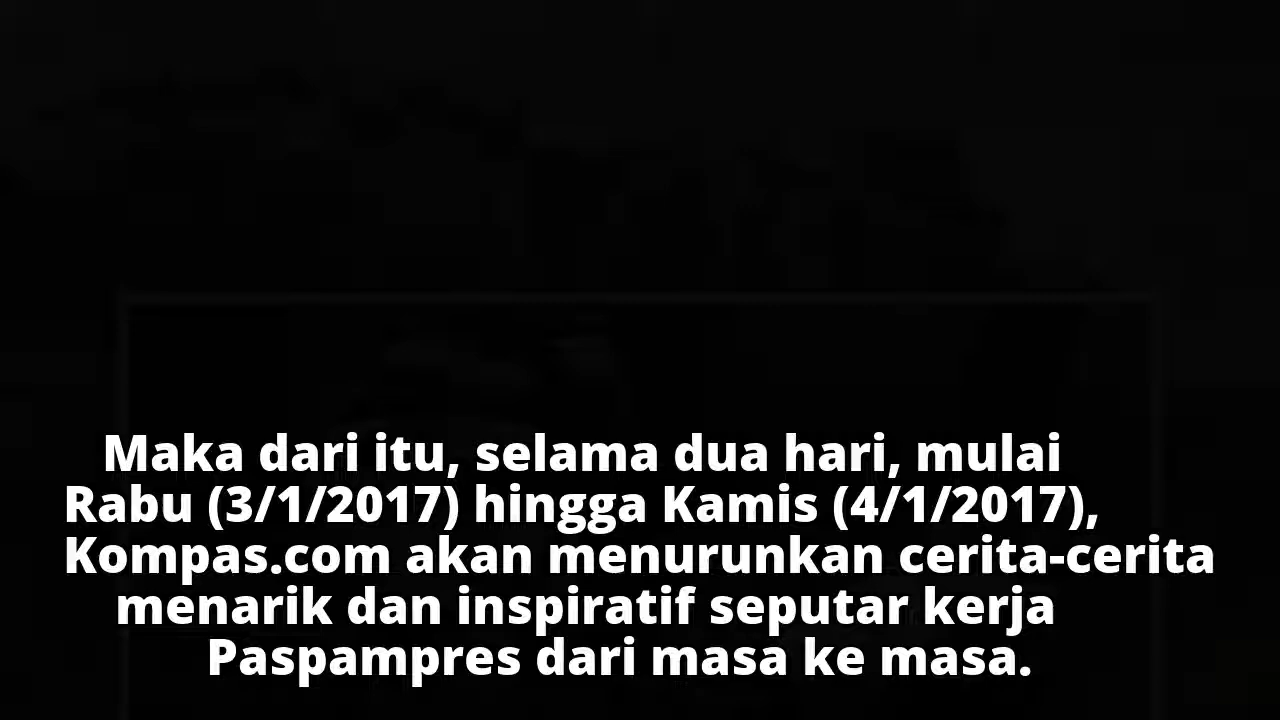 Maka dari itu, selama dua hari, mulai
Rabu (3/1/2017) hingga Kamis (4/1/2017),
Kompas.com akan menurunkan cerita-cerita
menarik dan inspiratif seputar kerja
Paspampres dari masa ke masa.